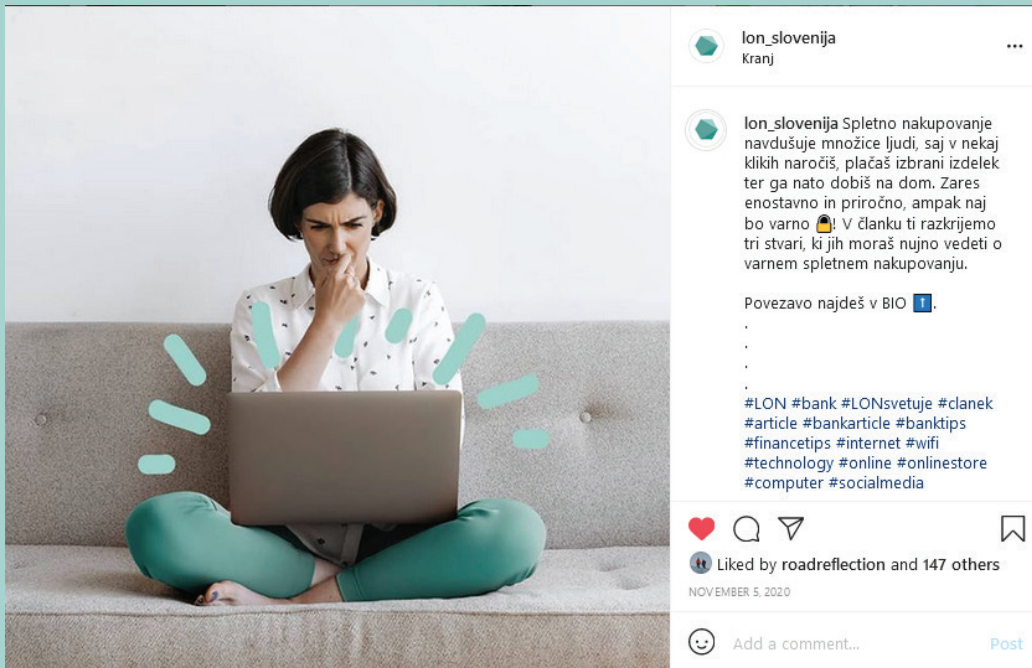 lon_slovenija
Kranj
lon_slovenija Spletno nakupovanje
navdušuje množice ljudi, saj v nekaj
klikih naročiš, plačaš izbrani izdelek
ter ga nato dobiš na dom. Zares
enostavno in priročno, ampak naj
bo varno 🔒! V članku ti razkrijemo
tri stvari, ki jih moraš nujno vedeti o
varnem spletnem nakupovanju.
Povezavo najdeš v BIO ⬆️.
.
.
.
.
#LON #bank #LONsvetuje #clanek
#article #bankarticle #banktips
#financetips #internet #wifi
#technology #online #onlinestore
#computer #socialmedia
Liked by roadreflection and 147 others
NOVEMBER 5, 2020
Add a comment... Post